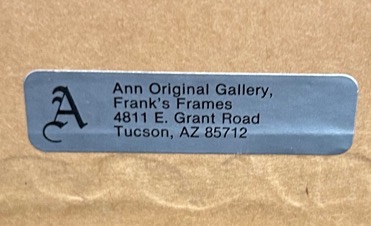 A
Ann Original Gallery,
Frank's Frames
4811 E. Grant Road
Tucson, AZ 85712